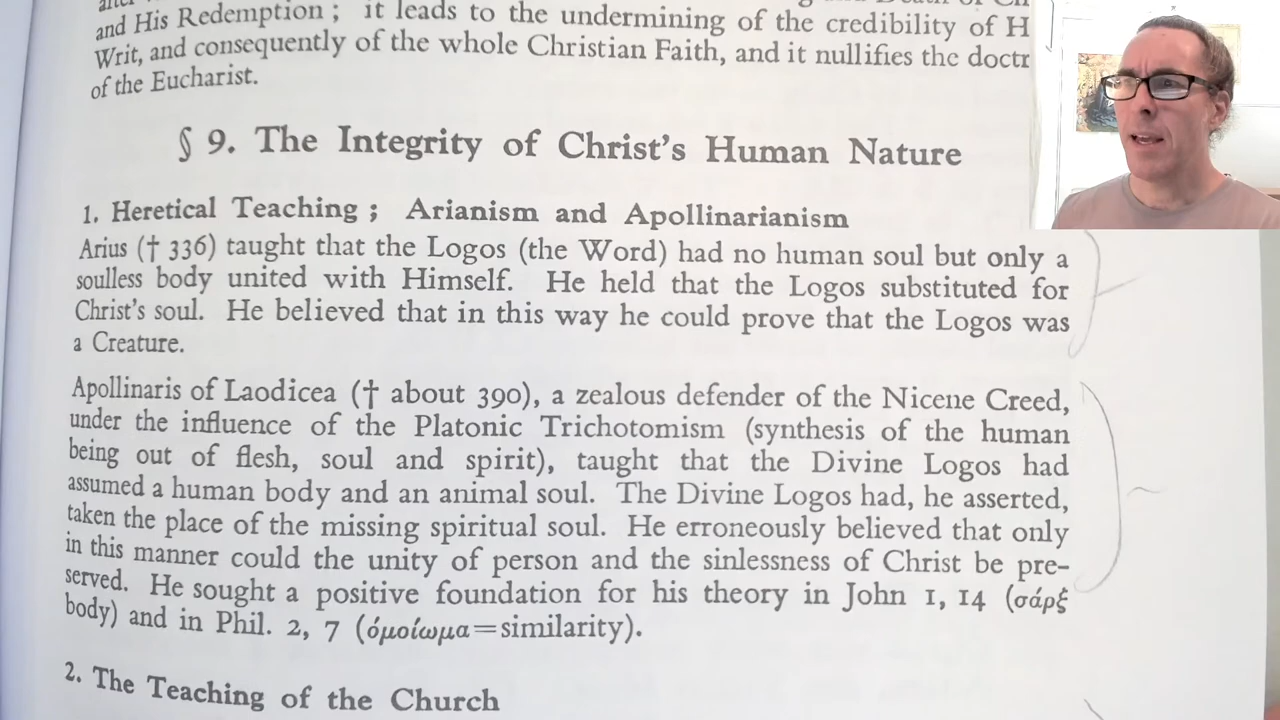 and His Redemption ; it leads to the undermining of the credibility of H
Writ, and consequently of the whole Christian Faith, and it nullifies the doctr
of the Eucharist.
§ 9. The Integrity of Christ's Human Nature
1. Heretical Teaching ; Arianism and Apollinarianism
Arius († 336) taught that the Logos (the Word) had no human soul but only a
soulless body united with Himself. He held that the Logos substituted for
Christ's soul. He believed that in this way he could prove that the Logos was
a Creature.
Apollinaris of Laodicea († about 390), a zealous defender of the Nicene Creed,
under the influence of the Platonic Trichotomism (synthesis of the human
being out of flesh, soul and spirit), taught that the Divine Logos had
assumed a human body and an animal soul. The Divine Logos had, he asserted,
taken the place of the missing spiritual soul. He erroneously believed that only
in this manner could the unity of person and the sinlessness of Christ be pre-
served. He sought a positive foundation for his theory in John 1, 14 (σάρξ
body) and in Phil. 2, 7 (ὁμοίωμα=similarity).
2. The Teaching of the Church